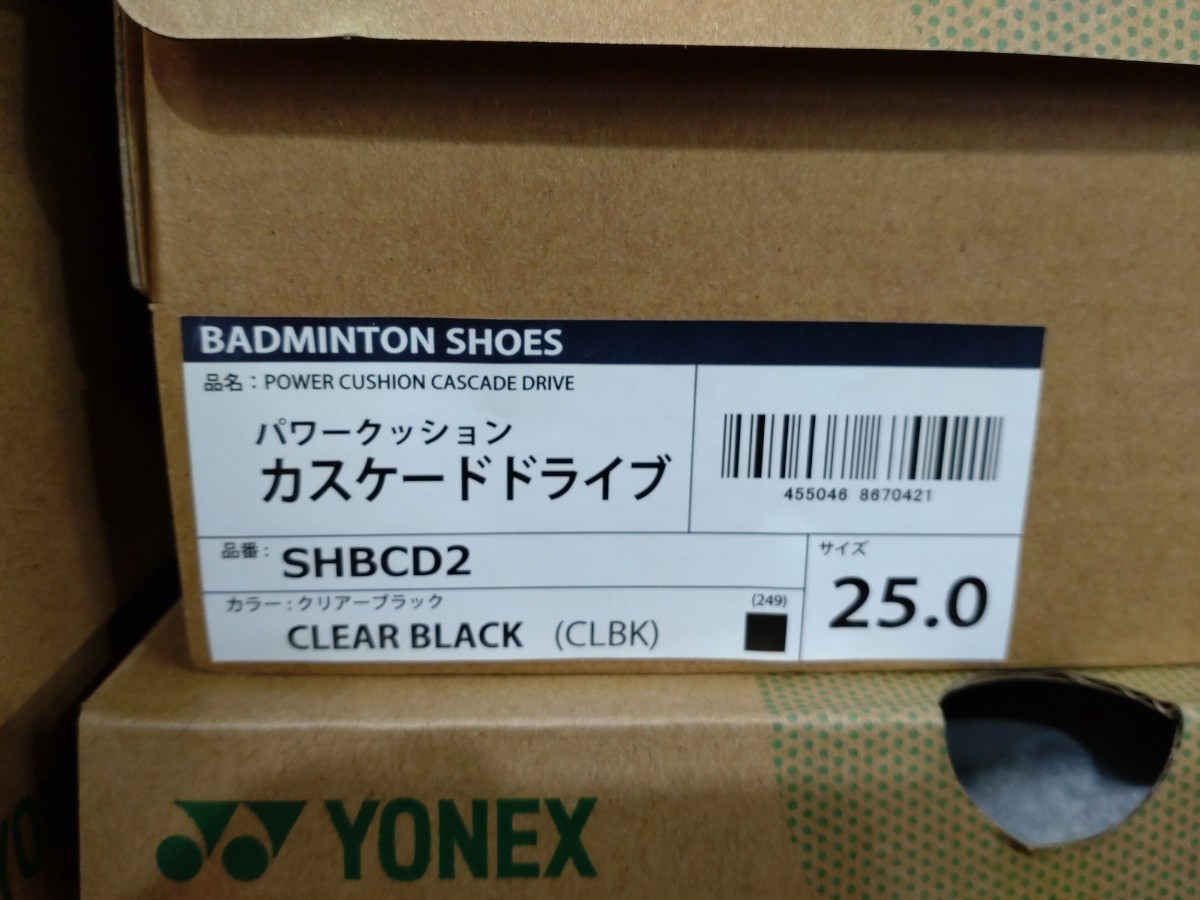 BADMINTON SHOES
品名：POWER CUSHION CASCADE DRIVE
パワークッション
カスケードドライブ
455046 8670421
品番： SHBCD2
サイズ
25.0
カラー：クリアーブラック
(249)
CLEAR BLACK (CLBK)
YONEX
YO